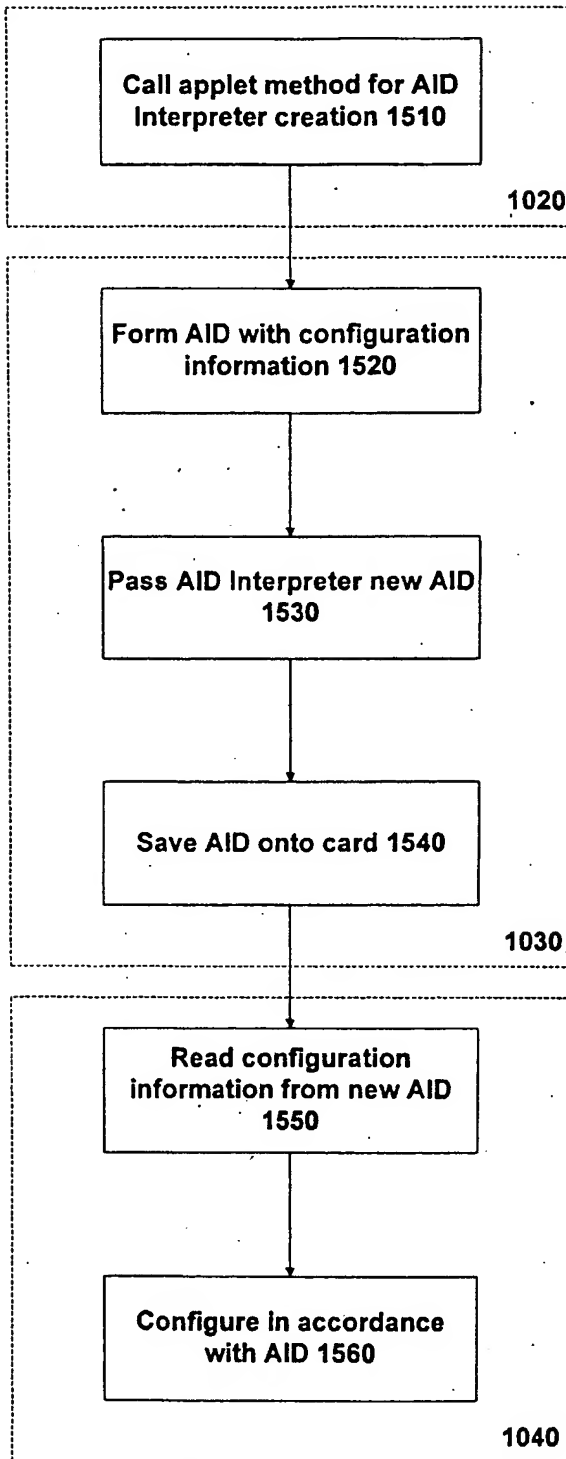 Call applet method for AID
Interpreter creation 1510
1020
Form AID with configuration
information 1520
Pass AID Interpreter new AID
1530
Save AID onto card 1540
1030
Read configuration
information from new AID
1550
Configure in accordance
with AID 1560
1040